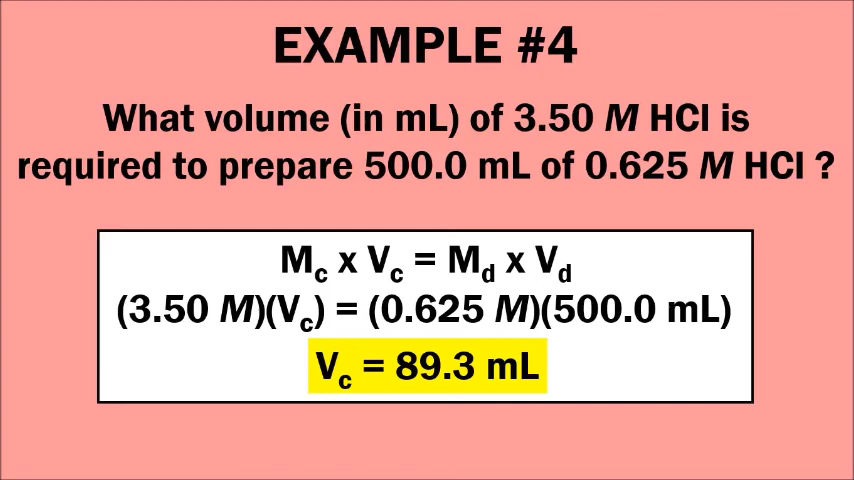 EXAMPLE #4
What volume (in mL) of 3.50 M HCl is
required to prepare 500.0 mL of 0.625 M HCl ?
Mc x Vc = Md x Vd
(3.50 M)(Vc) = (0.625 M)(500.0 mL)
Vc = 89.3 mL